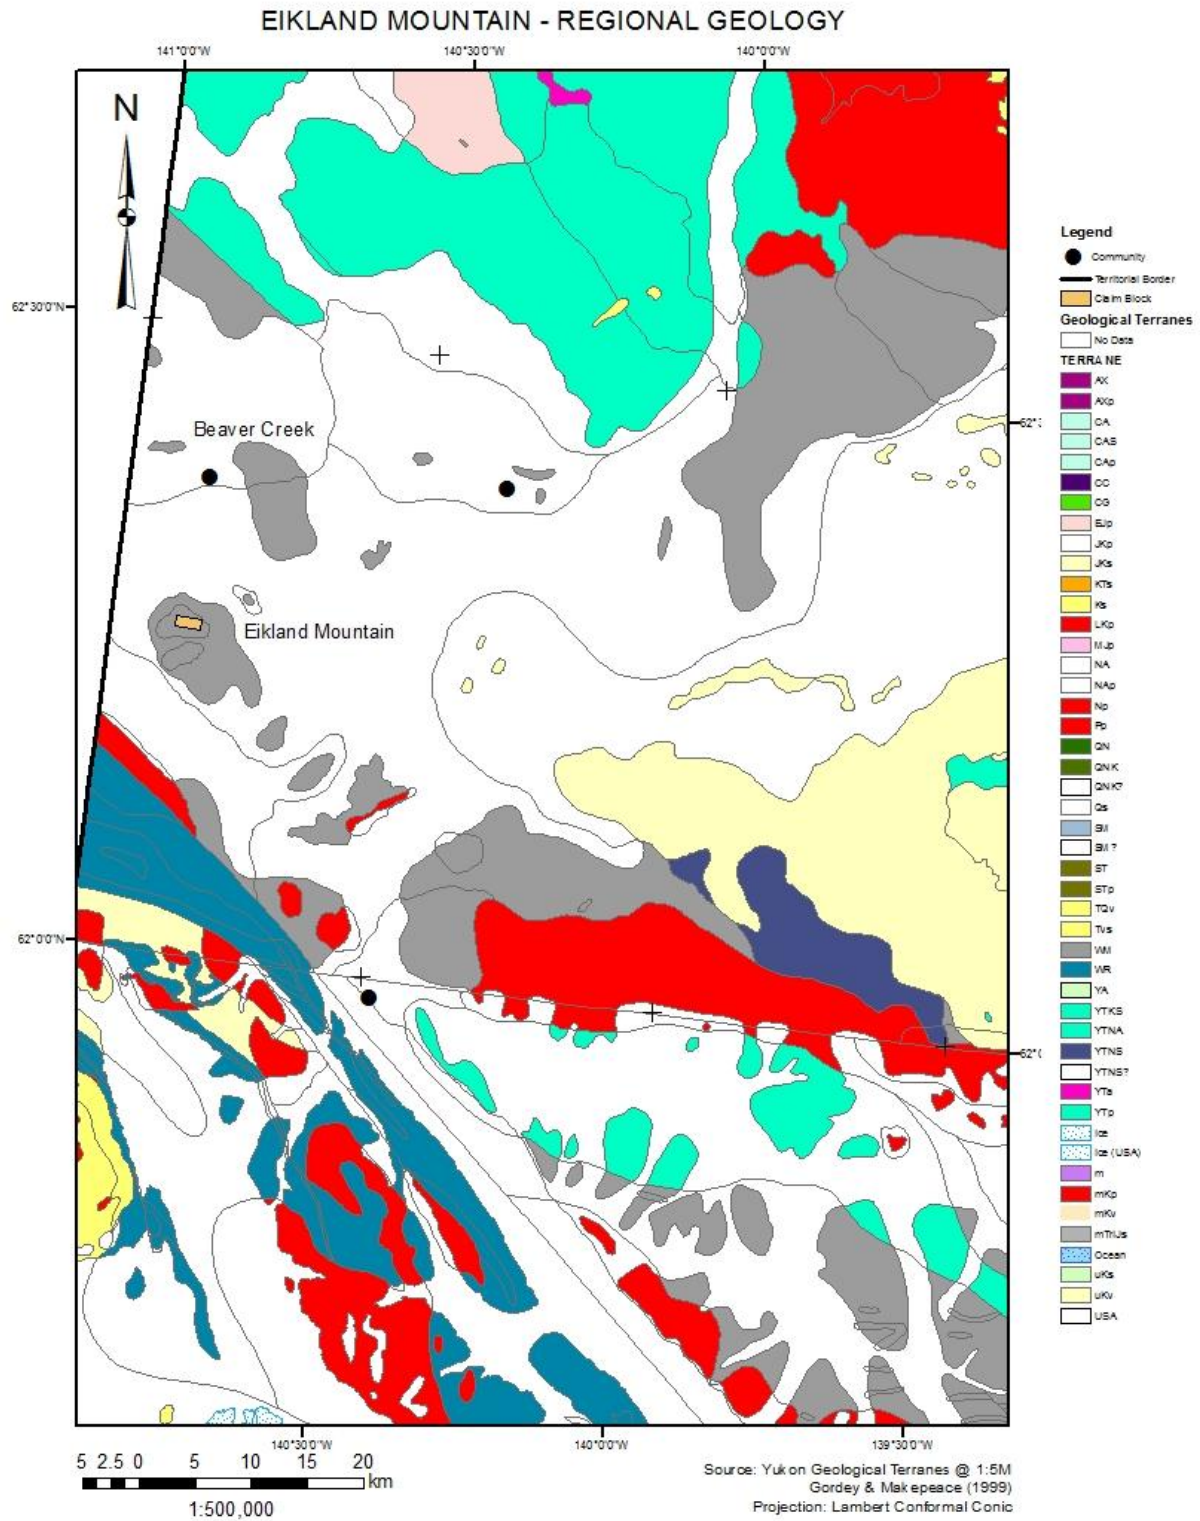 EIKLAND MOUNTAIN - REGIONAL GEOLOGY
141°0'0"W
140°30'0"W
140°0'0"W
N
62°30'0"N
Beaver Creek
Eikland Mountain
62°0'0"N
140°30'0"W
140°0'0"W
139°30'0"W
5 2.5 0 5 10 15 20
km
1:500,000
Source: Yukon Geological Terranes @ 1:5M
Gordey & Makepeace (1999)
Projection: Lambert Conformal Conic
Legend
Community
Territorial Border
Claim Block
Geological Terranes
No Data
TERRANE
AX
AXp
CA
CAS
CAp
CC
CG
EJp
JKp
JKs
KTs
Ks
LKp
MJp
NA
NAp
Np
Pp
QN
QNK
QNK?
Qs
SM
SM ?
ST
STp
TQv
Tvs
WM
WR
YA
YTKS
YTNA
YTNS
YTNS?
YTa
YTp
Ice
Ice (USA)
m
mKp
mKv
mTrJs
Ocean
uKs
uKv
USA